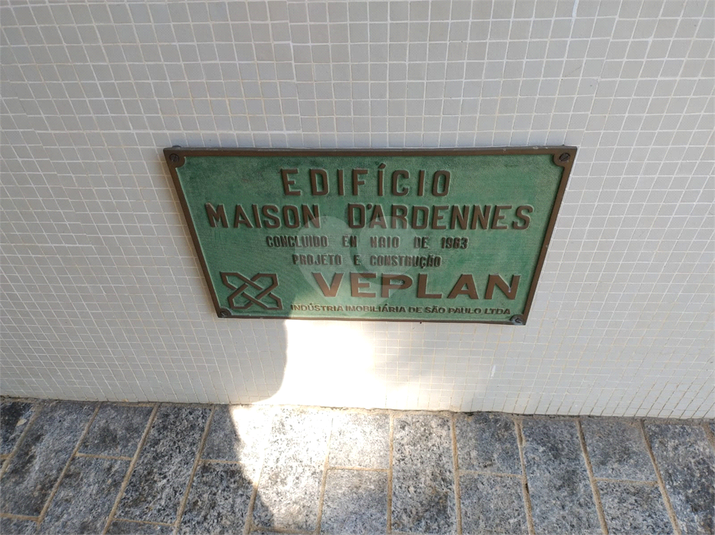 EDIFÍCIO
MAISON D'ARDENNES
CONCLUIDO EM MAIO DE 1983
PROJETO E CONSTRUÇÃO
VEPLAN
INDÚSTRIA IMOBILIÁRIA DE SÃO PAULO LTDA